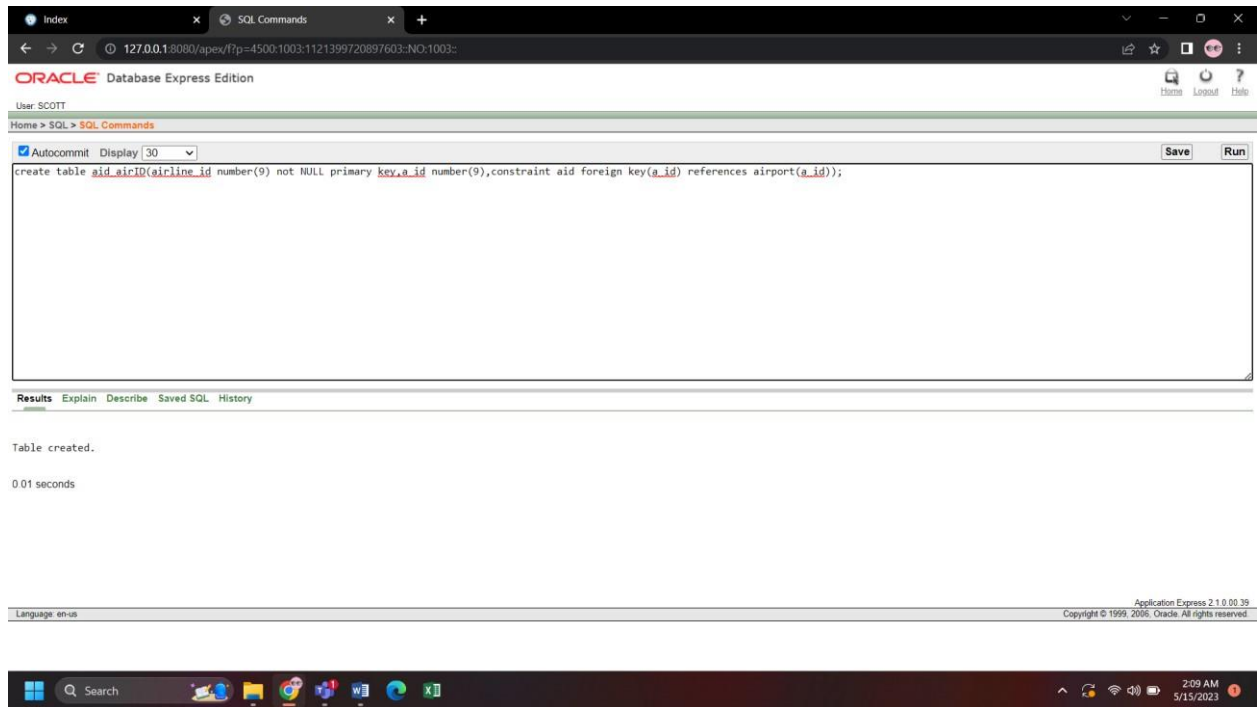 Index
SQL Commands
127.0.0.1:8080/apex/f?p=4500:1003:1121399720897603::NO:1003::
ORACLE Database Express Edition
Home Logout Help
User: SCOTT
Home > SQL > SQL Commands
Autocommit Display 30
Save Run
create table aid_airID(airline_id number(9) not NULL primary key,a_id number(9),constraint aid foreign key(a_id) references airport(a_id));
Results Explain Describe Saved SQL History
Table created.
0.01 seconds
Application Express 2.1.0.00.39
Language: en-us Copyright © 1999, 2006, Oracle. All rights reserved.
Search
2:09 AM
5/15/2023
1